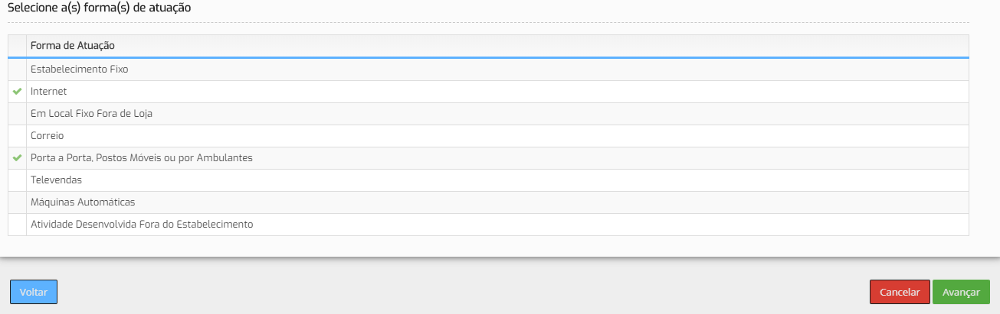 Selecione a(s) forma(s) de atuação
Forma de Atuação
Estabelecimento Fixo
Internet
Em Local Fixo Fora de Loja
Correio
Porta a Porta, Postos Móveis ou por Ambulantes
Televendas
Máquinas Automáticas
Atividade Desenvolvida Fora do Estabelecimento
Voltar
Cancelar
Avançar